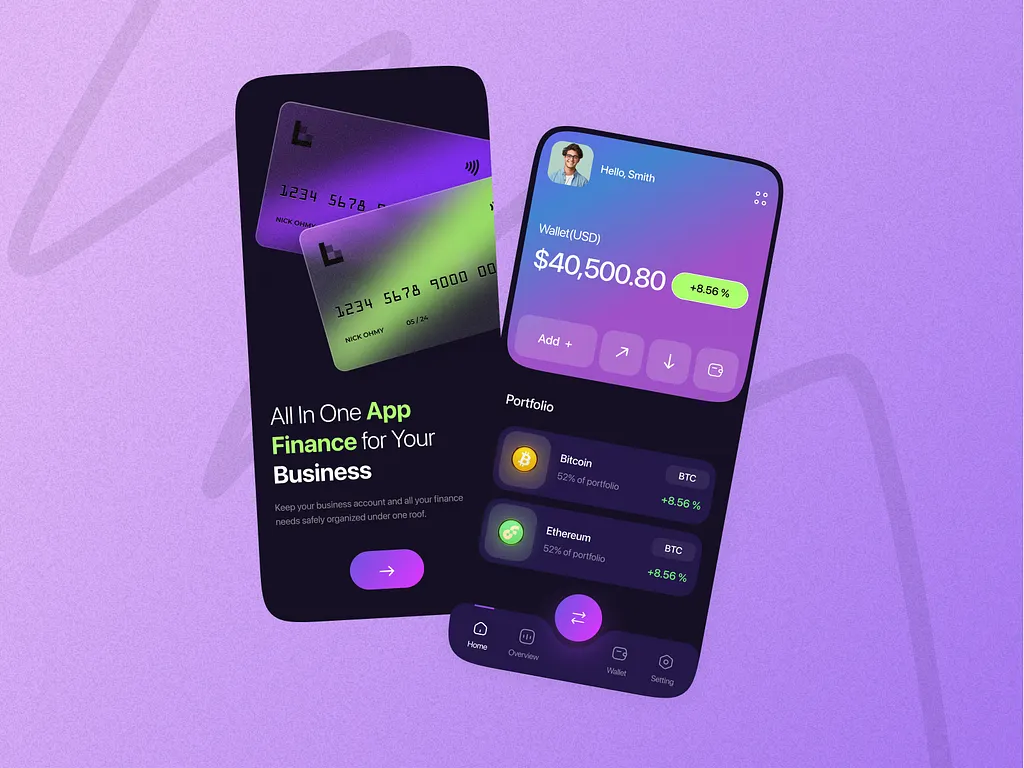 1234 5678
NICK OHMY
1234 5678 9000 00
NICK OHMY 05 / 24
All In One App
Finance for Your
Business
Keep your business account and all your finance
needs safely organized under one roof.
Hello, Smith
Wallet(USD)
$40,500.80 +8.56 %
Add +
Portfolio
Bitcoin BTC
52% of portfolio +8.56 %
Ethereum BTC
52% of portfolio +8.56 %
Home Overview Wallet Setting